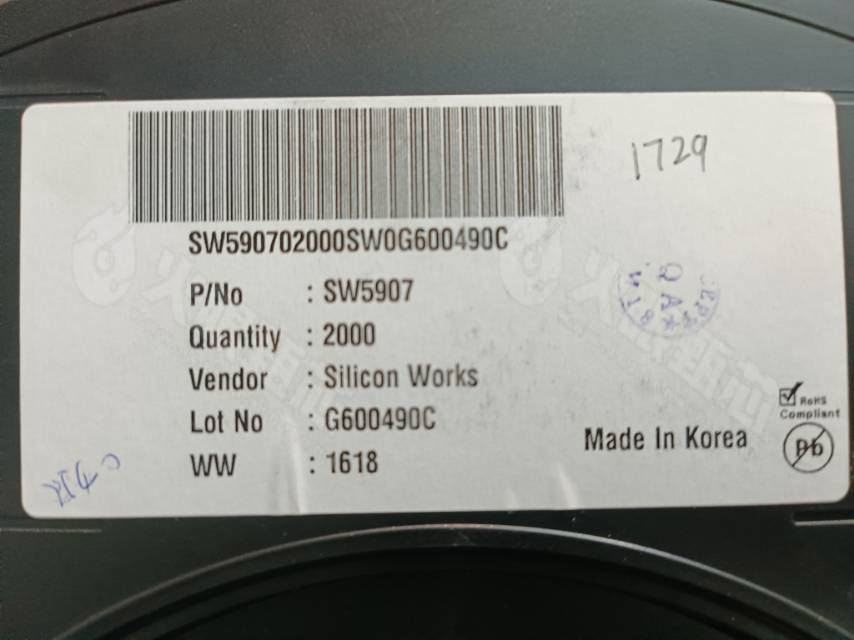 1729
SW590702000SW0G600490C
P/No : SW5907
QA
Quantity : 2000
Vendor : Silicon Works
Lot No : G600490C
WW : 1618
Made In Korea
RoHS
Compliant
Pb